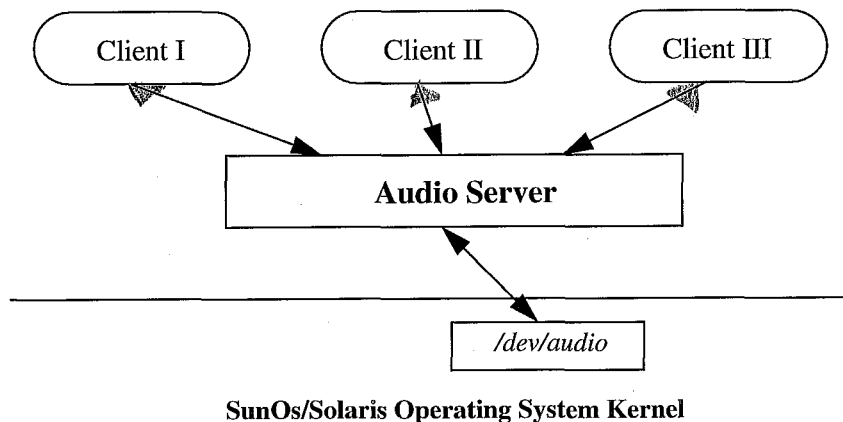 Client I
Client II
Client III
Audio Server
/dev/audio
SunOs/Solaris Operating System Kernel